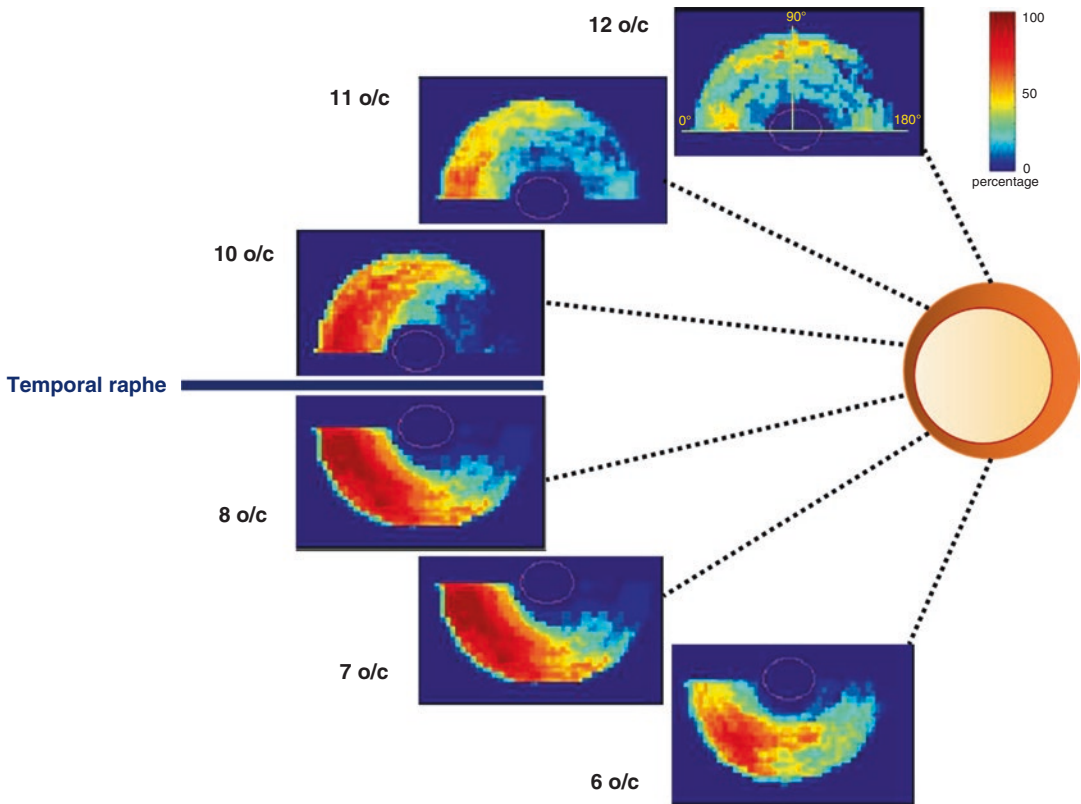 12 o/c
90°
0°
180°
100
50
0
percentage
11 o/c
10 o/c
Temporal raphe
8 o/c
7 o/c
6 o/c